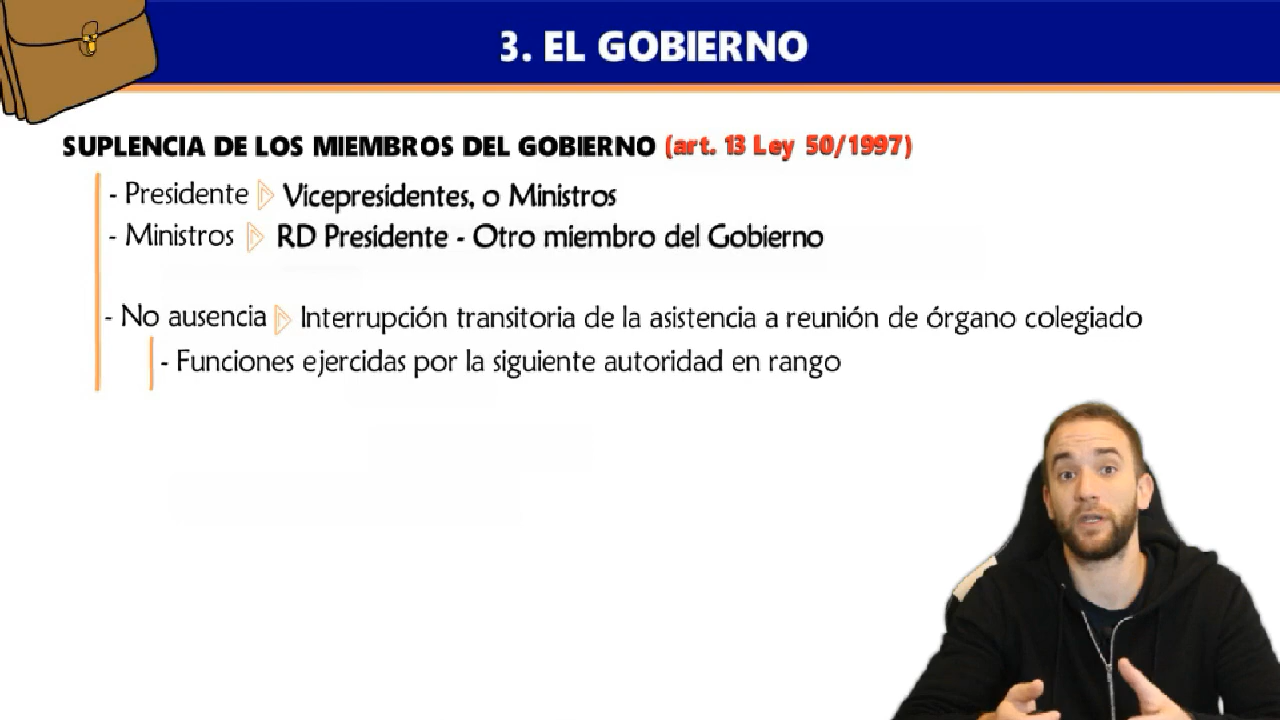 3. EL GOBIERNO
SUPLENCIA DE LOS MIEMBROS DEL GOBIERNO (art. 13 Ley 50/1997)
- Presidente Vicepresidentes, o Ministros
- Ministros RD Presidente - Otro miembro del Gobierno
- No ausencia Interrupción transitoria de la asistencia a reunión de órgano colegiado
- Funciones ejercidas por la siguiente autoridad en rango